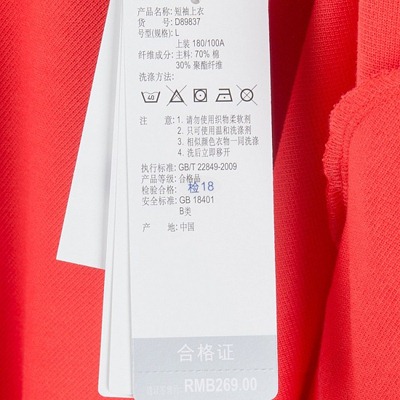 产品名称: 短袖上衣
货 号: D89837
号型(规格): L
上装 180/100A
纤维成分: 主料: 70% 棉
30% 聚酯纤维
洗涤方法:
40
注 意: 1. 请勿使用织物柔软剂
2. 只可使用温和洗涤剂
3. 相似颜色衣物一同洗涤
4. 洗后立即移开
执行标准: GB/T 22849-2009
产品等级: 合格品
检验合格: 检18
安全标准: GB 18401
B类
产 地: 中国
合格证
RMB269.00